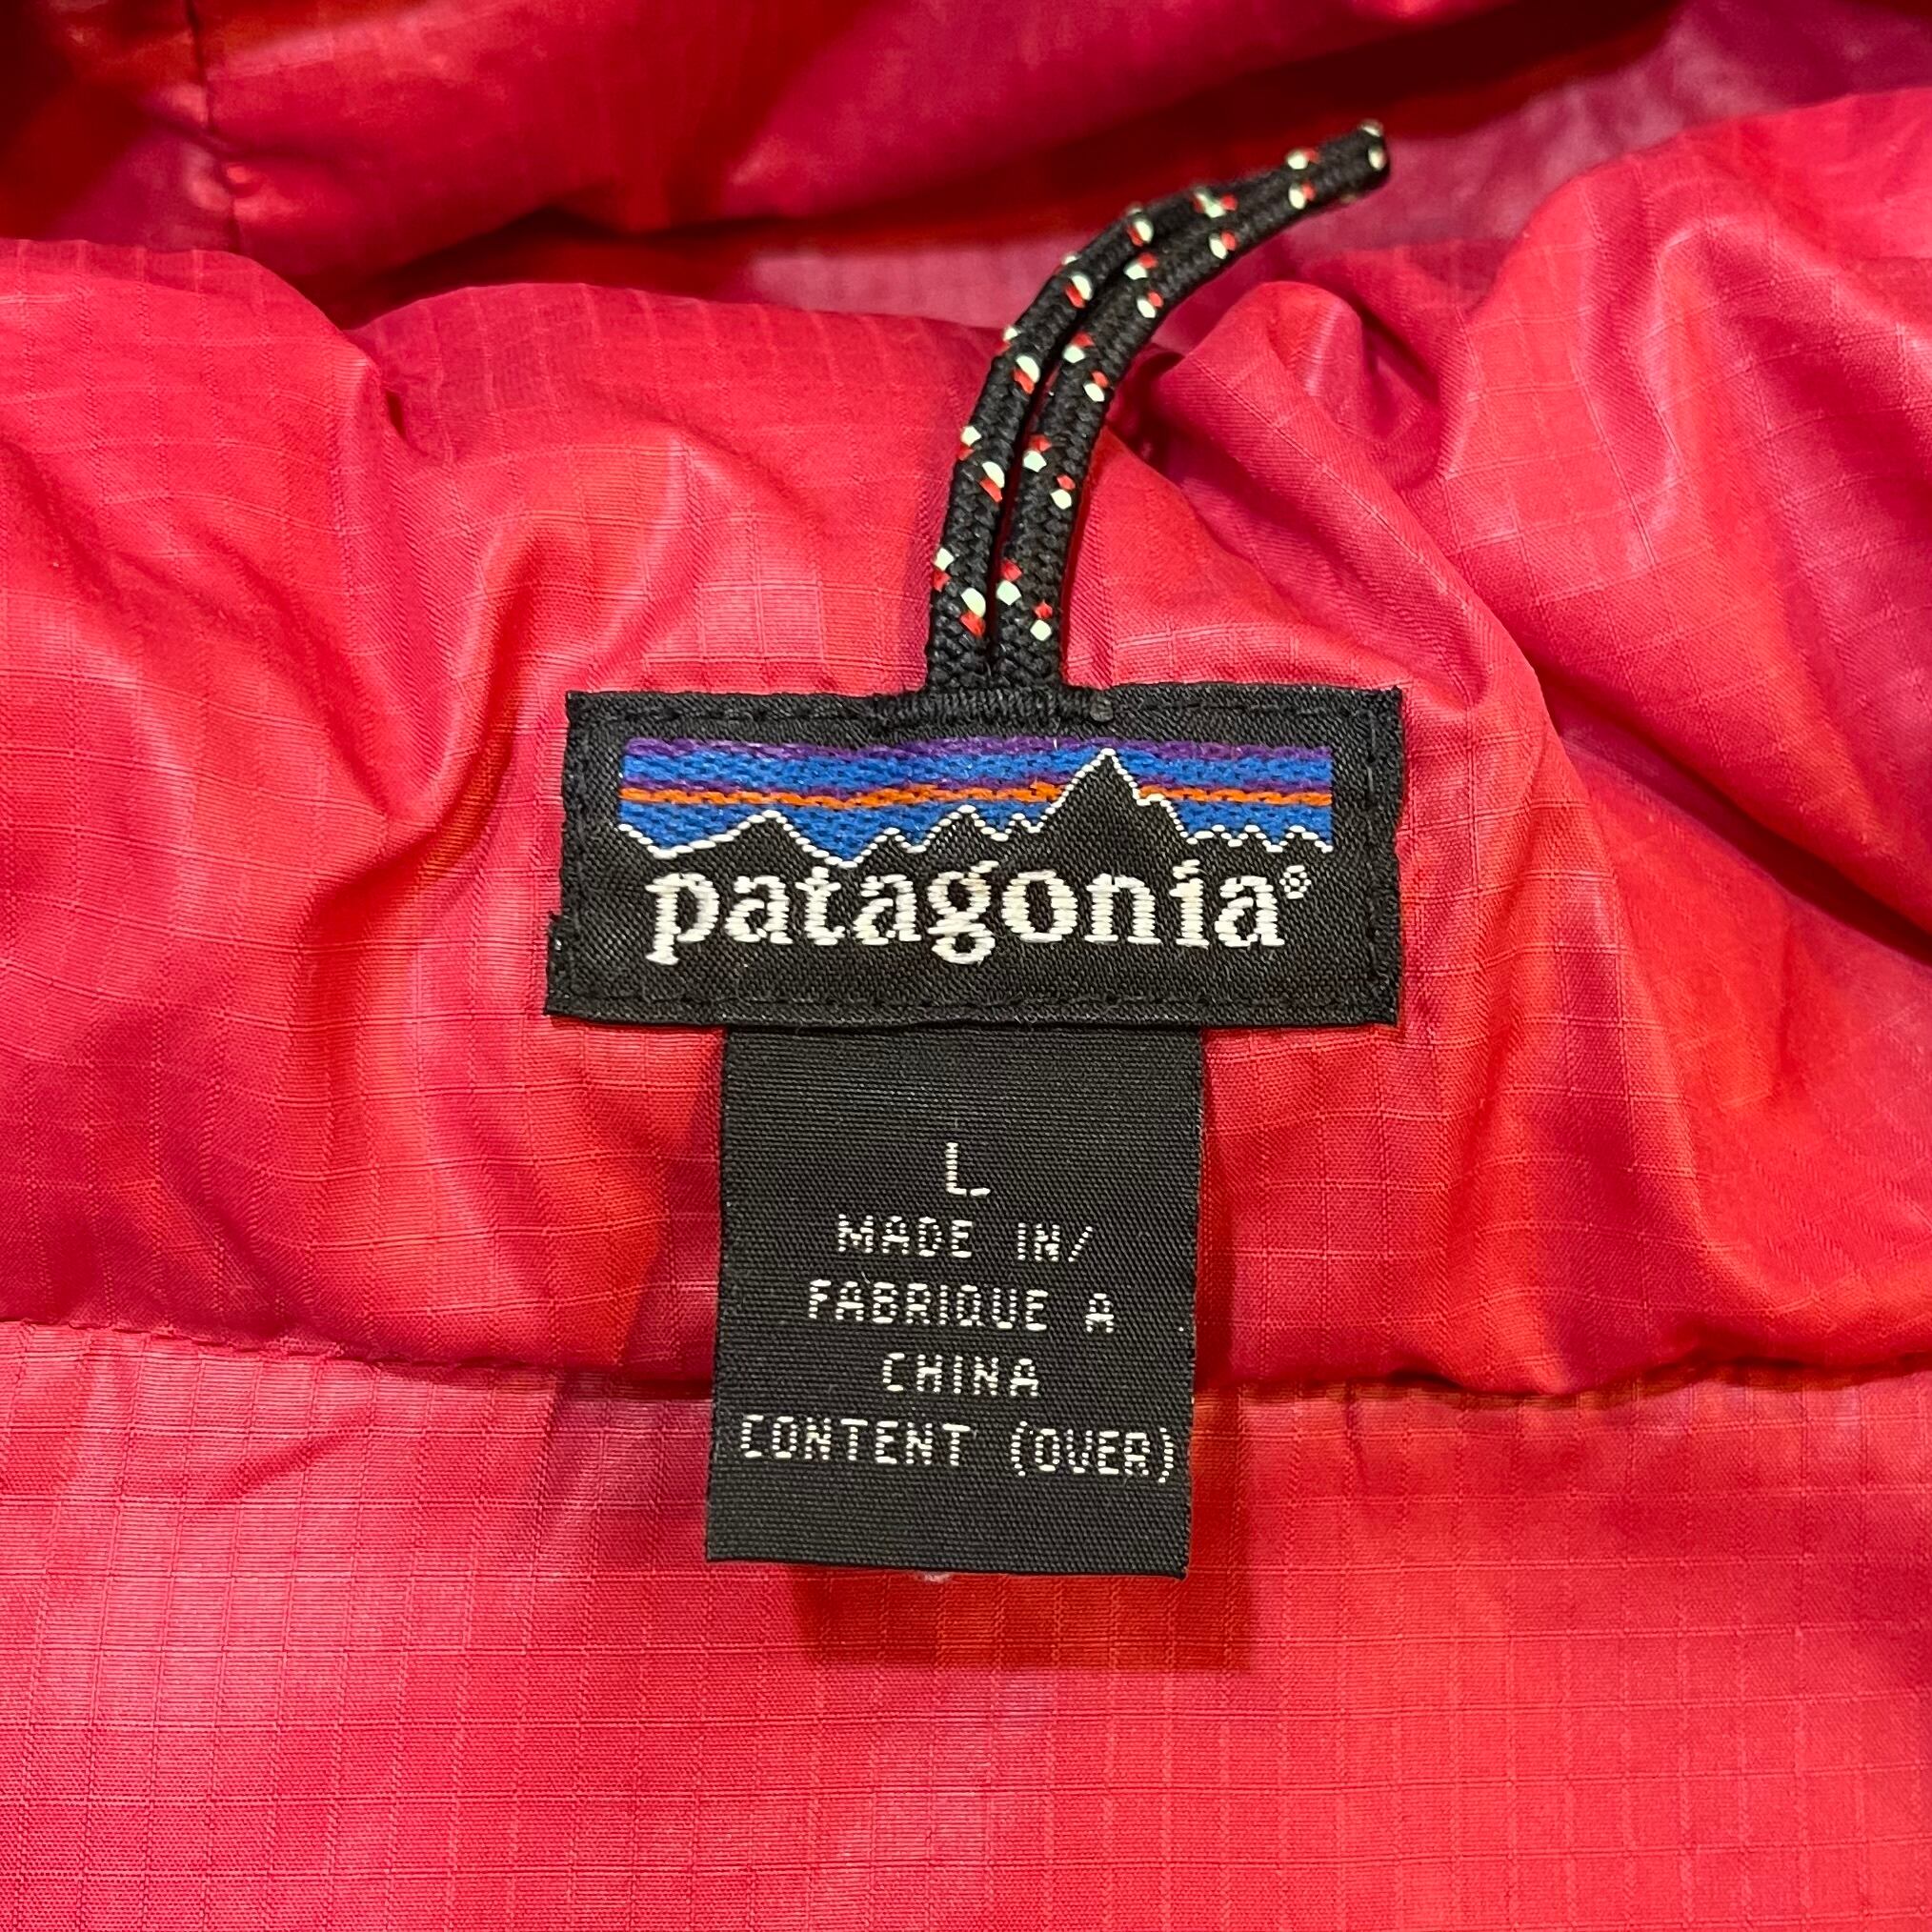 patagonia®
L
MADE IN/
FABRIQUE A
CHINA
CONTENT (OVER)